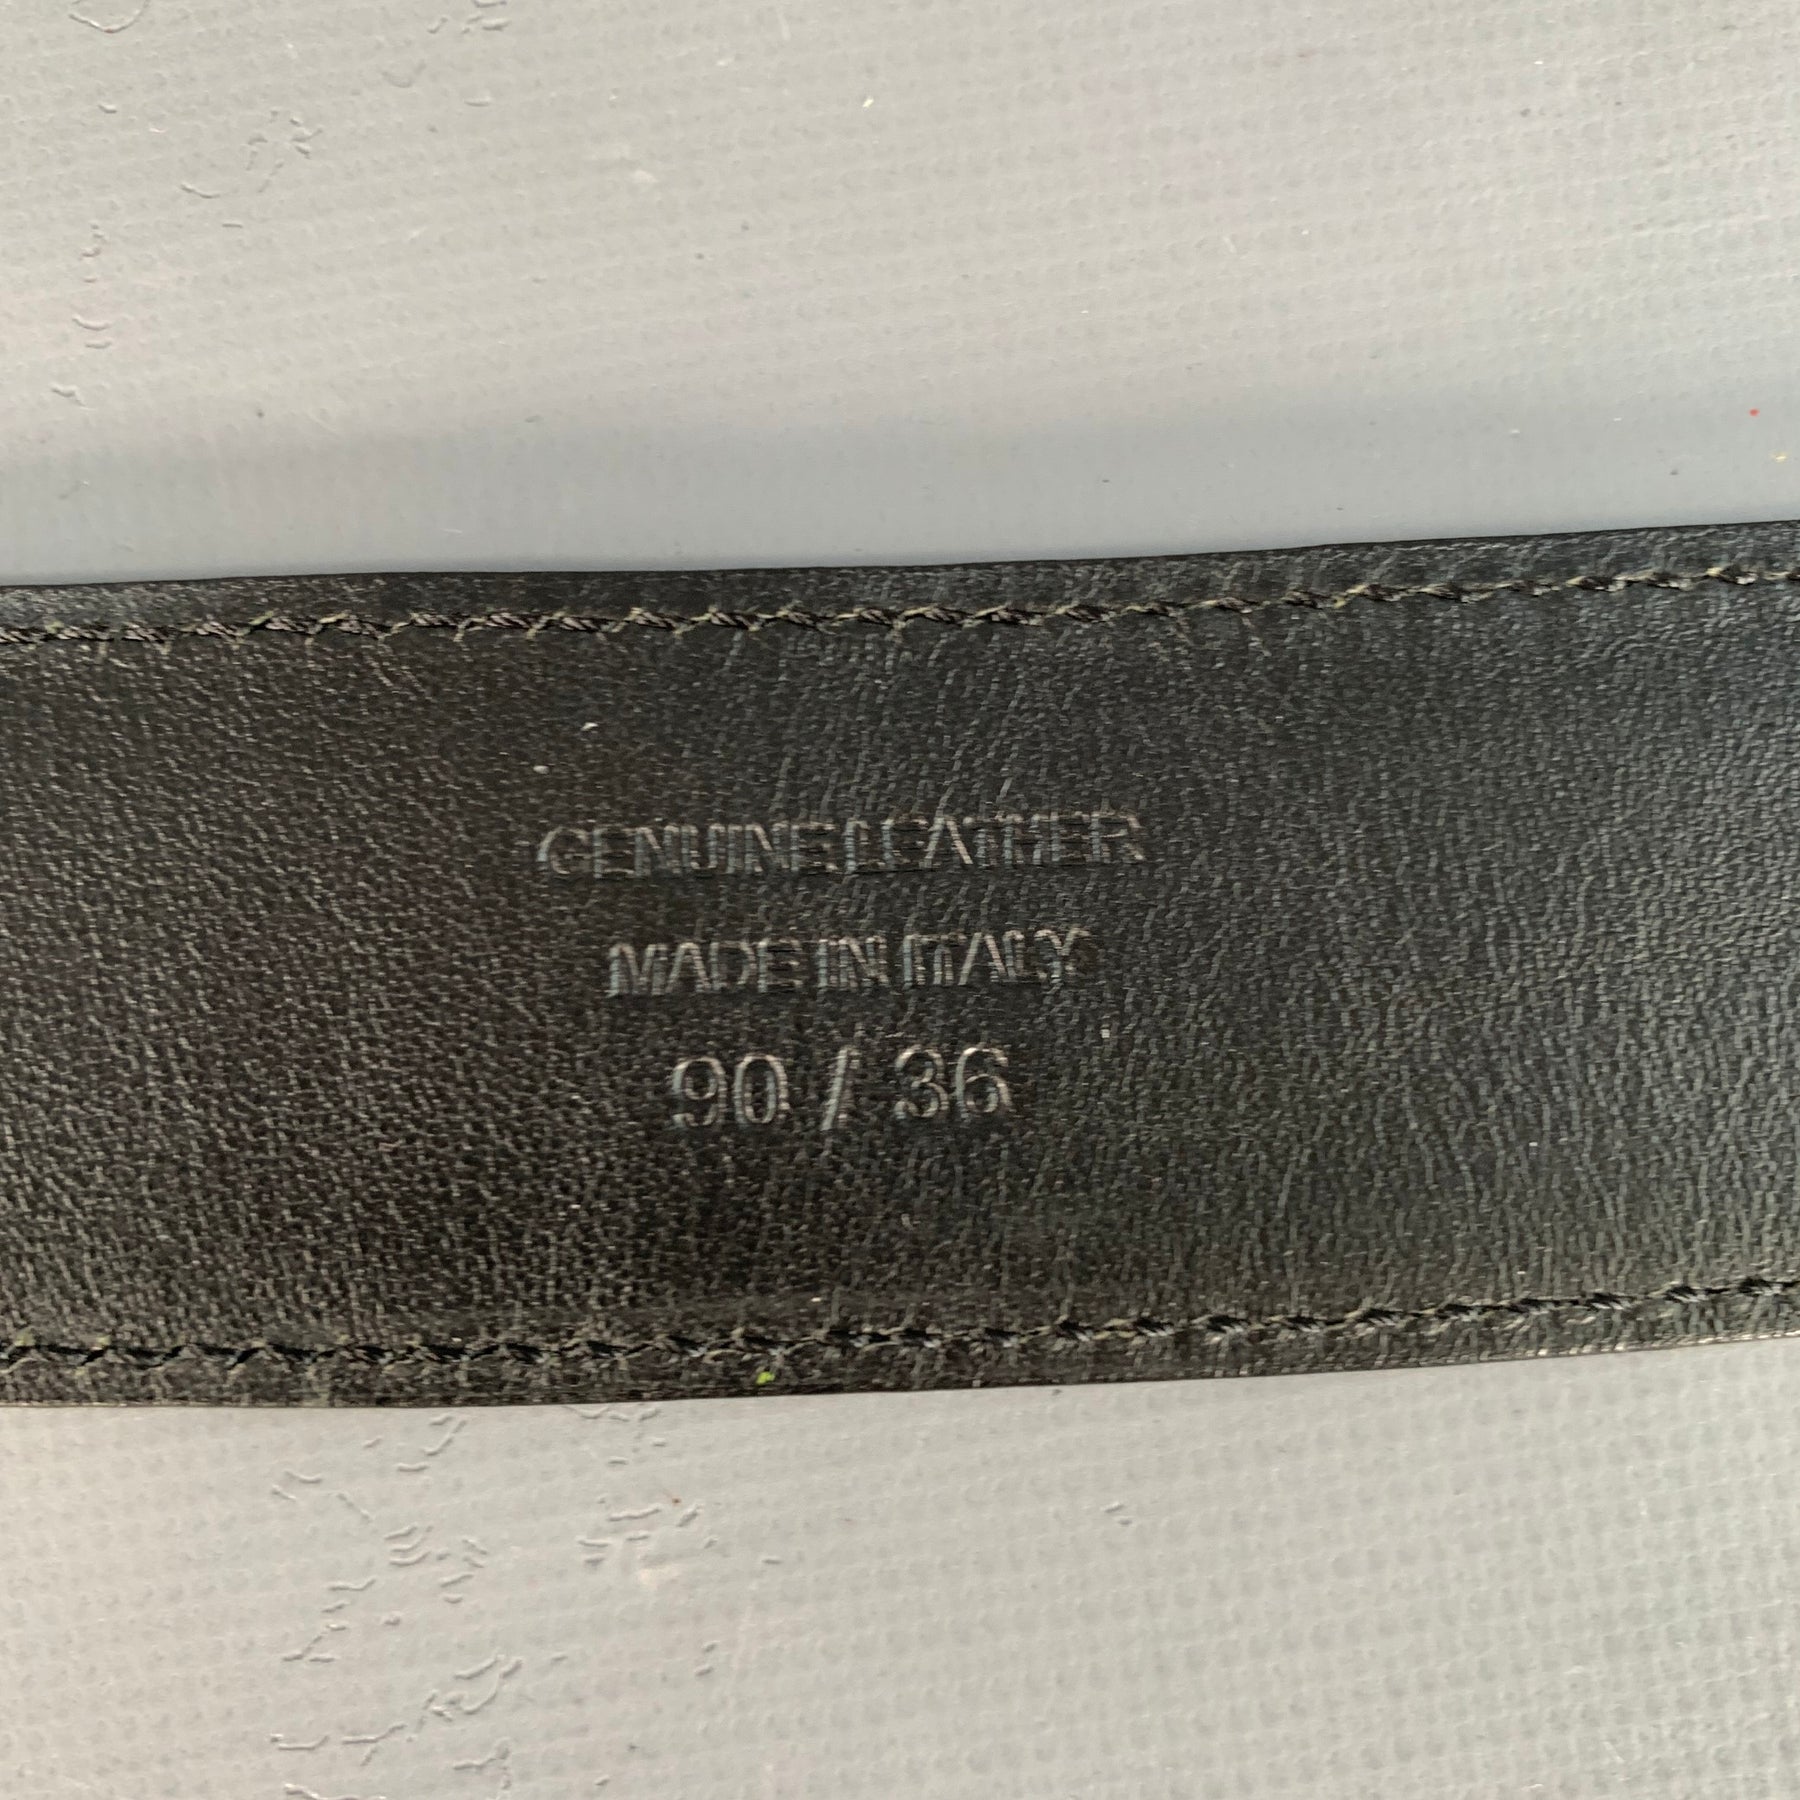 GENUINE LEATHER
MADE IN ITALY
90 / 36